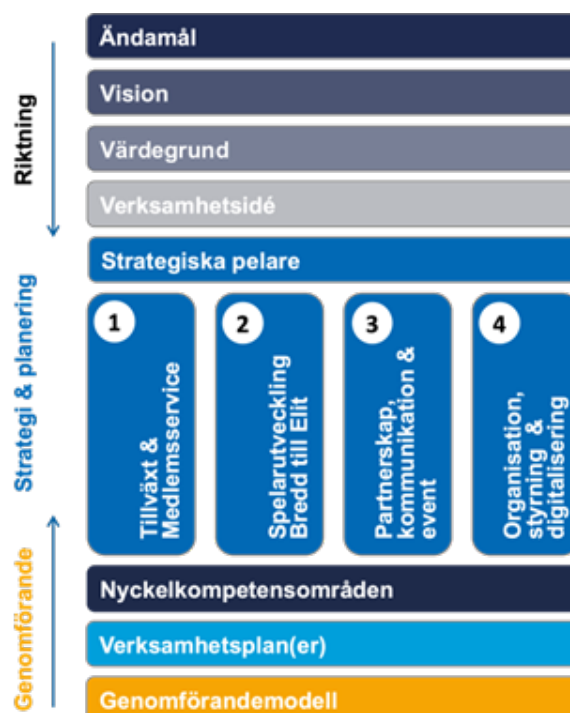 Riktning
Ändamål
Vision
Värdegrund
Verksamhetsidé
Strategi & planering
Strategiska pelare
1
Tillväxt &
Medlemsservice
2
Spelarutveckling
Bredd till Elit
3
Partnerskap,
kommunikation &
event
4
Organisation,
styrning &
digitalisering
Genomförande
Nyckelkompetensområden
Verksamhetsplan(er)
Genomförandemodell